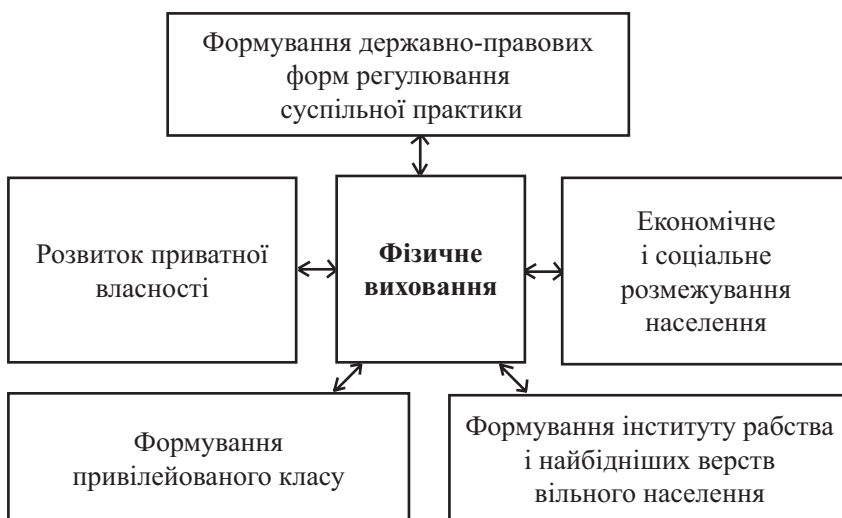 Формування державно-правових
форм регулювання
суспільної практики
Розвиток приватної
власності
Фізичне
виховання
Економічне
і соціальне
розмежування
населення
Формування
привілейованого класу
Формування інституту рабства
і найбідніших верств
вільного населення